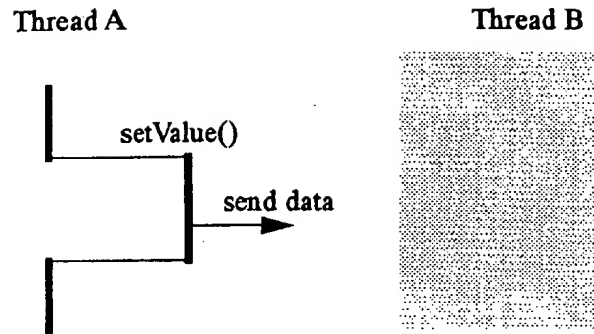 Thread A
Thread B
setValue()
send data